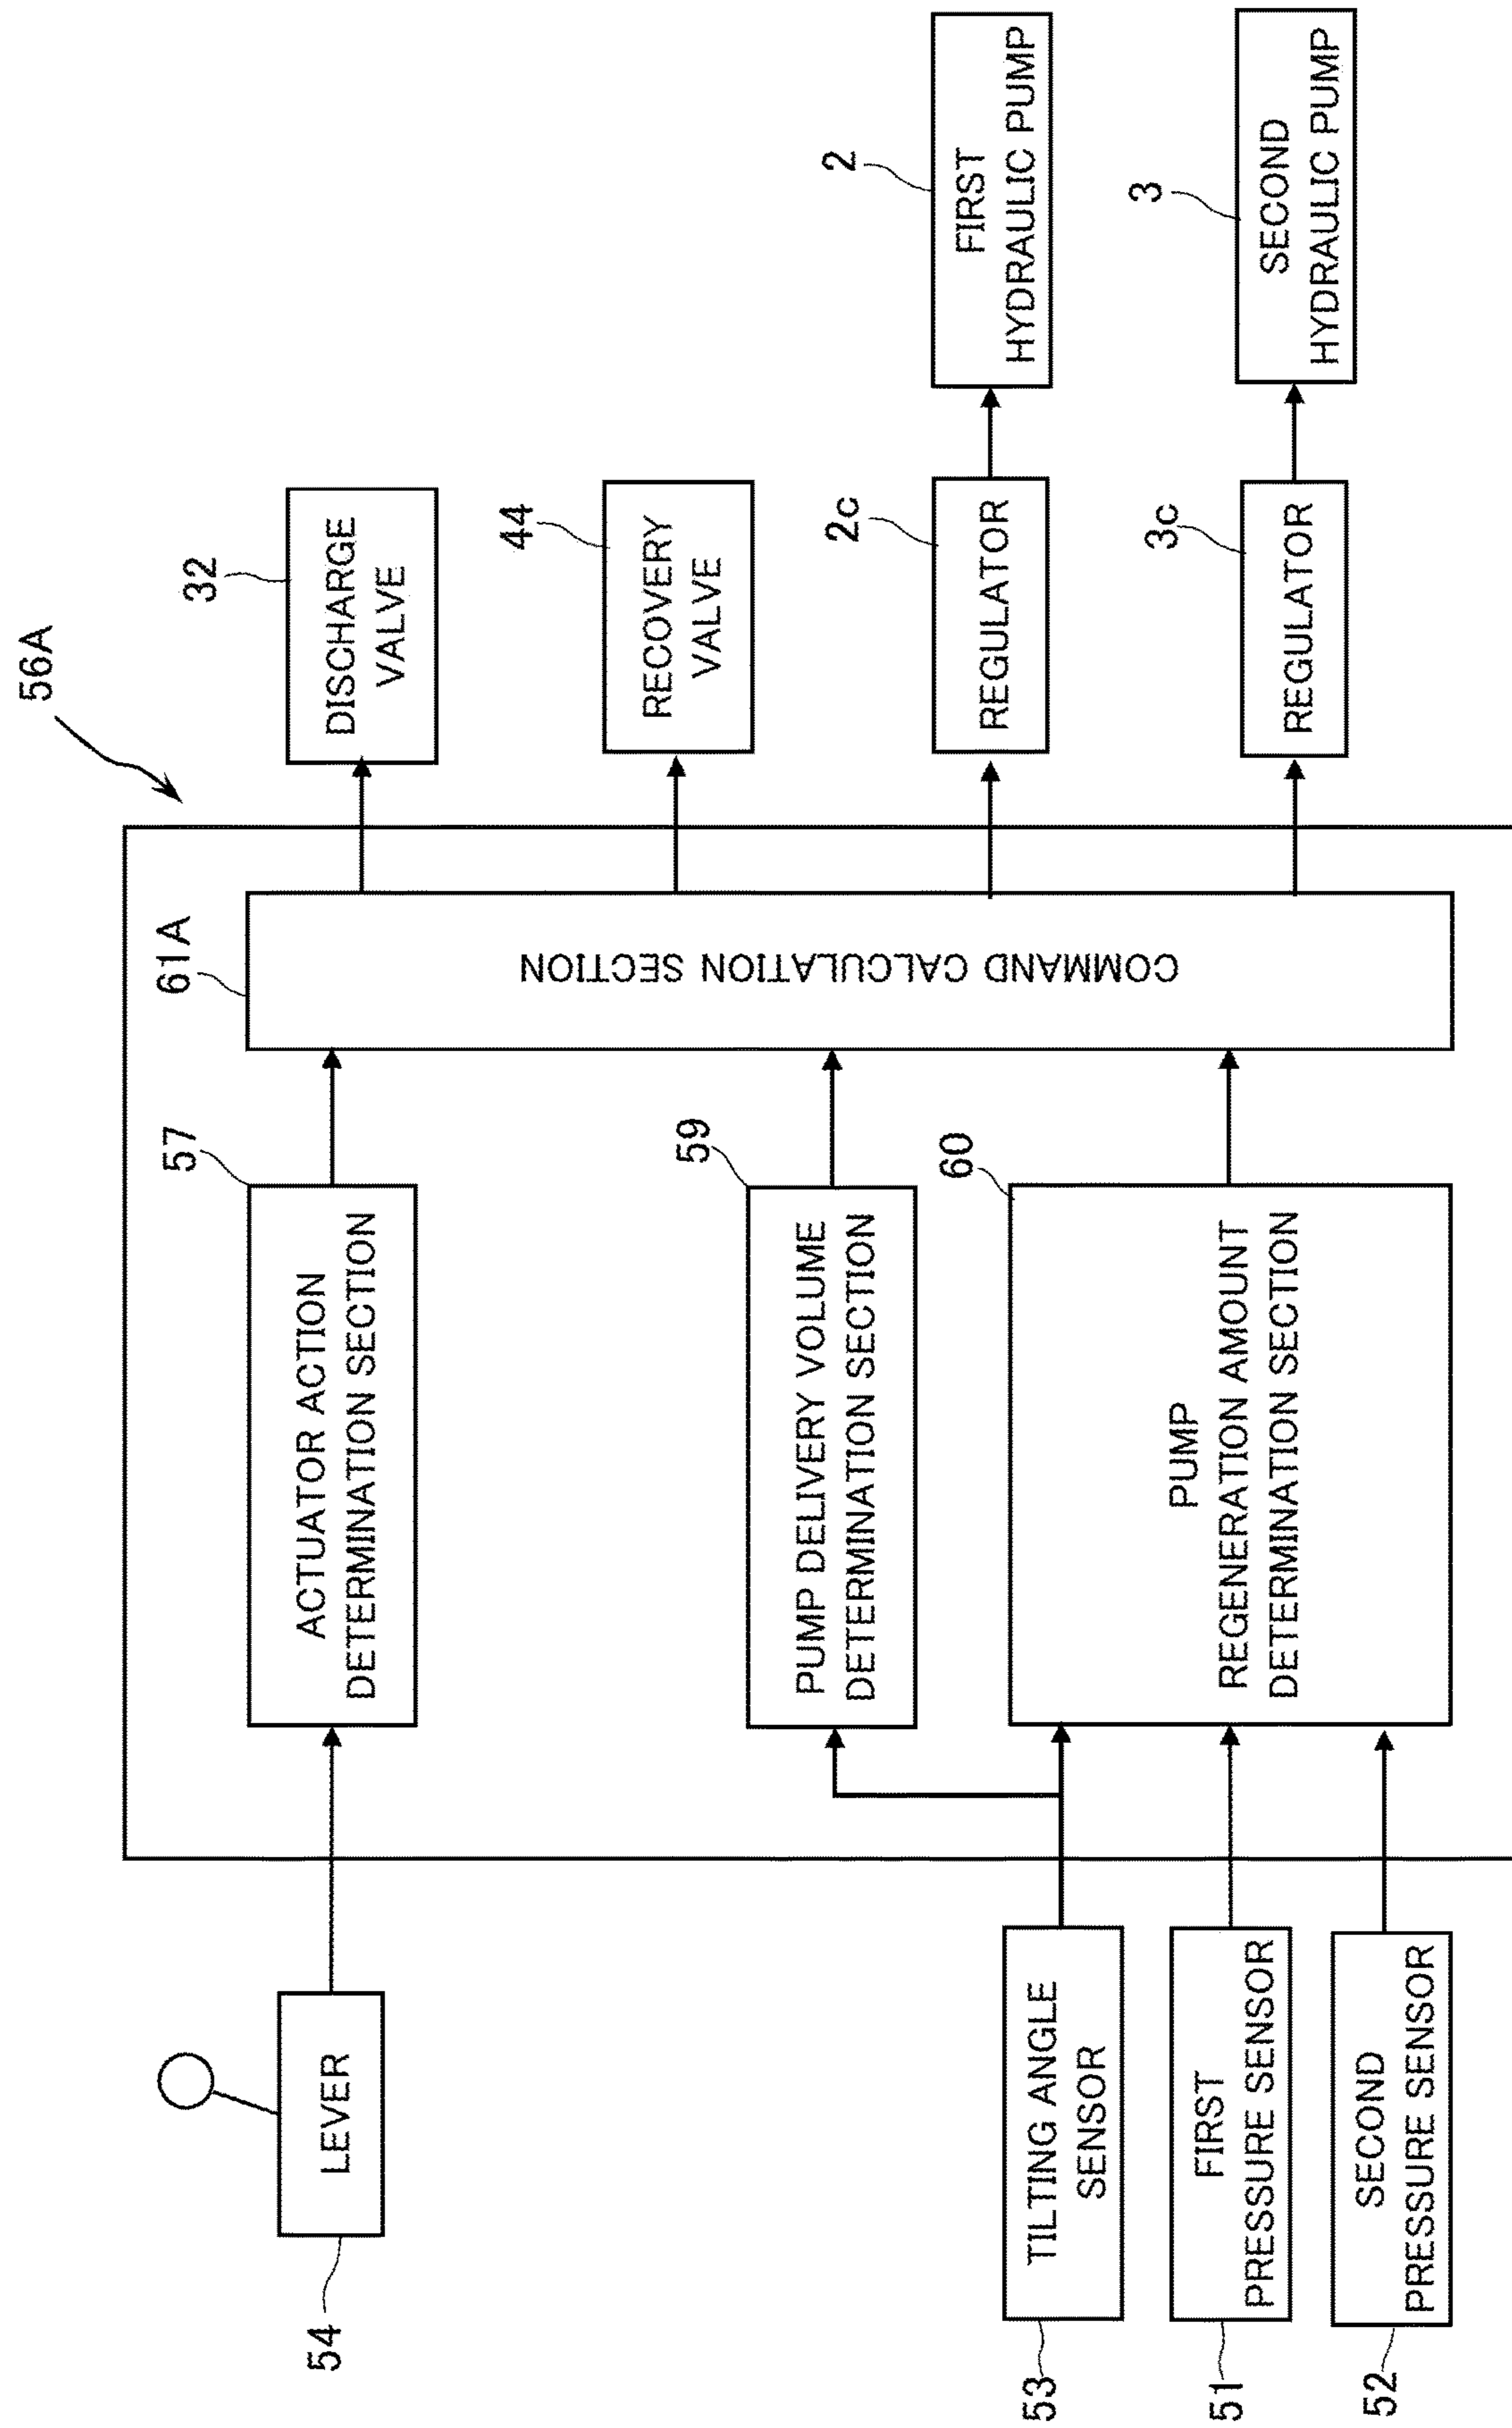 56A
54
LEVER
53
TILTING ANGLE
SENSOR
51
FIRST
PRESSURE SENSOR
52
SECOND
PRESSURE SENSOR
57
ACTUATOR ACTION
DETERMINATION SECTION
59
PUMP DELIVERY VOLUME
DETERMINATION SECTION
60
PUMP
REGENERATION AMOUNT
DETERMINATION SECTION
61A
COMMAND CALCULATION SECTION
32
DISCHARGE
VALVE
44
RECOVERY
VALVE
2c
REGULATOR
3c
REGULATOR
2
FIRST
HYDRAULIC PUMP
3
SECOND
HYDRAULIC PUMP